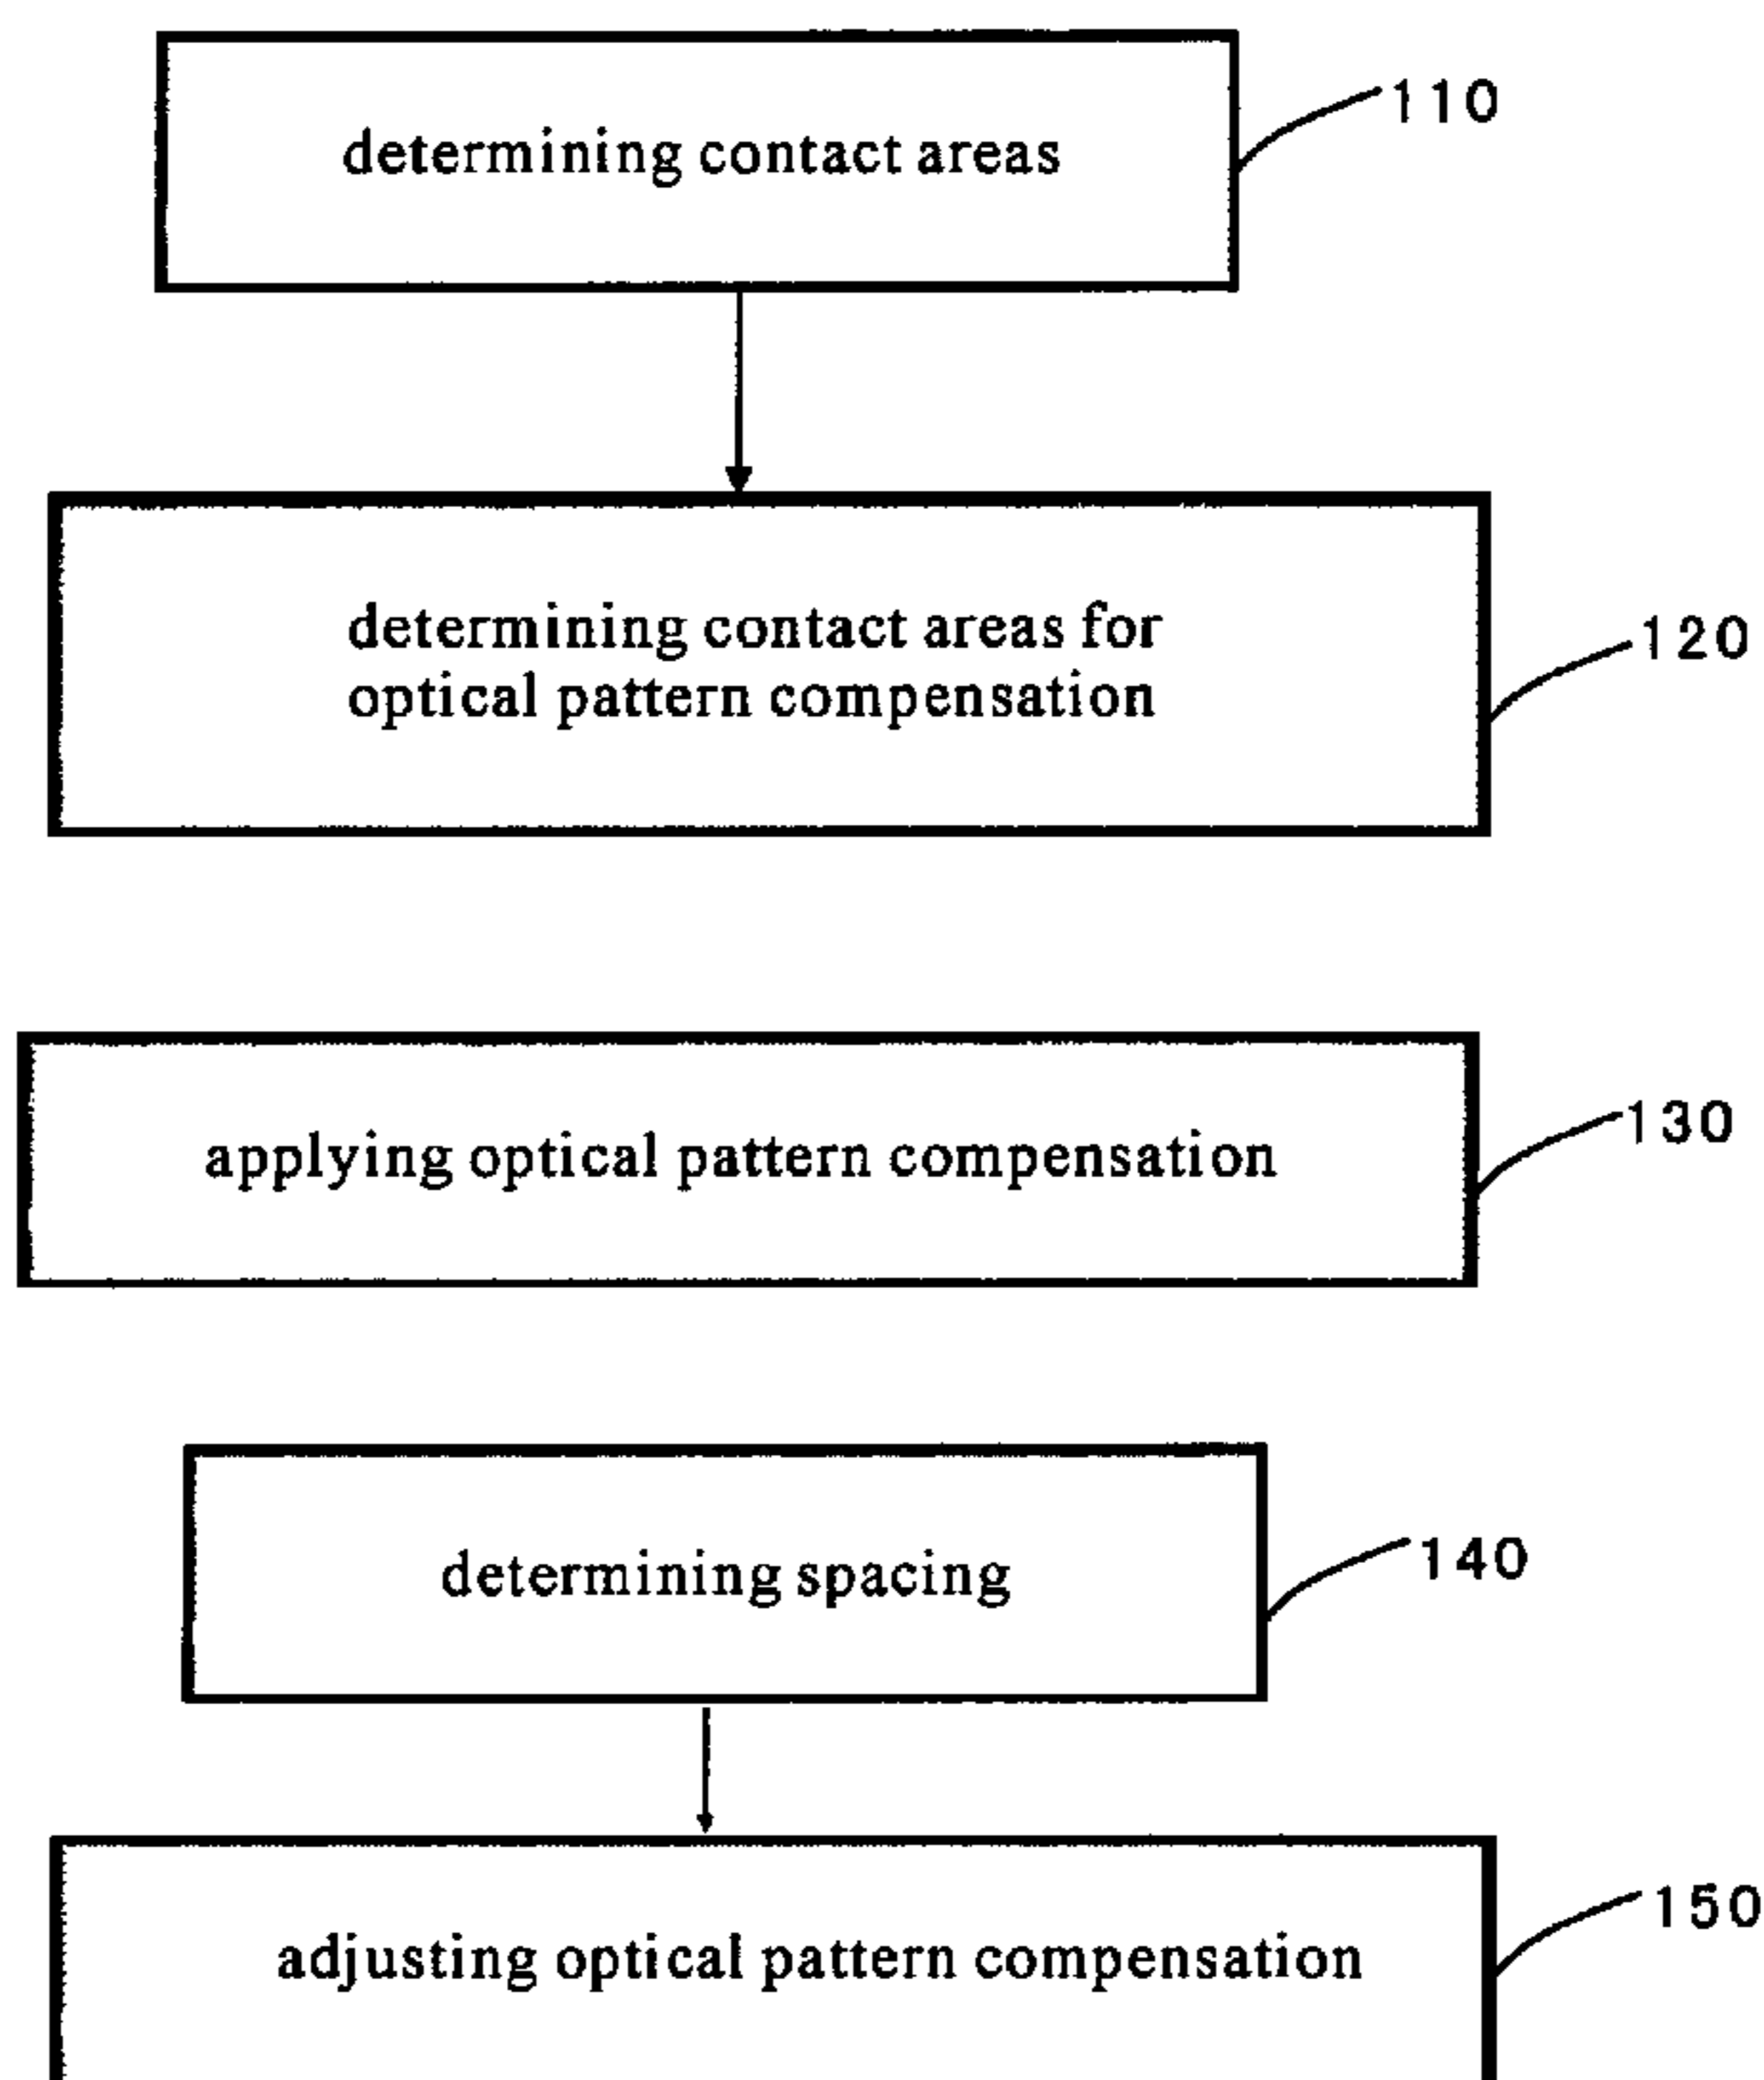 determining contact areas
110
determining contact areas for
optical pattern compensation
120
applying optical pattern compensation
130
determining spacing
140
adjusting optical pattern compensation
150